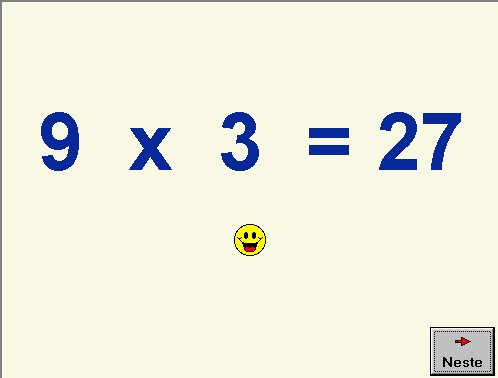 9 x 3 = 27
Neste